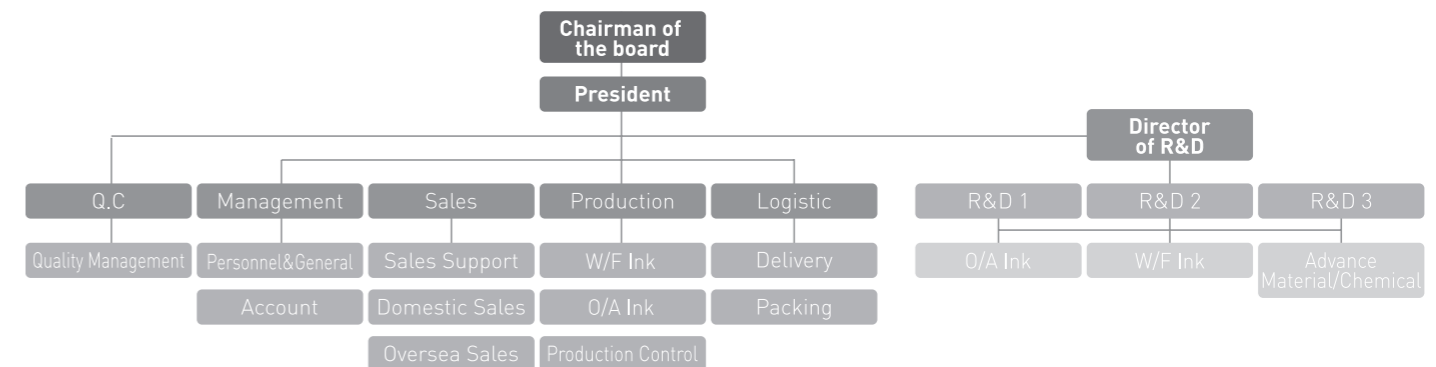 Chairman of
the board
President
Director
of R&D
Q.C
Management
Sales
Production
Logistic
R&D 1
R&D 2
R&D 3
Quality Management
Personnel&General
Sales Support
W/F Ink
Delivery
O/A Ink
W/F Ink
Advance
Material/Chemical
Account
Domestic Sales
O/A Ink
Packing
Oversea Sales
Production Control